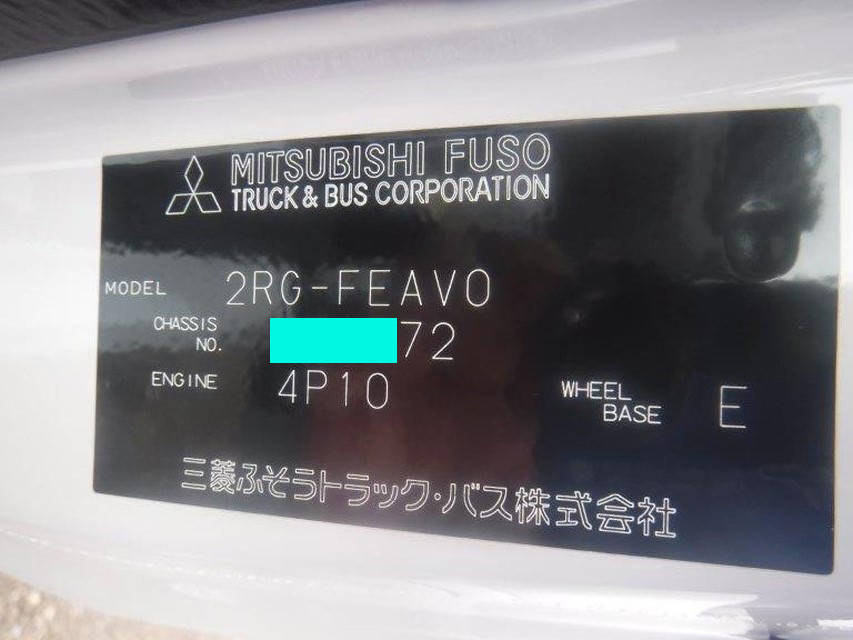 MITSUBISHI FUSO
TRUCK & BUS CORPORATION
MODEL 2RG-FEAV0
CHASSIS NO. 72
ENGINE 4P10
WHEEL BASE E
三菱ふそうトラック・バス株式会社